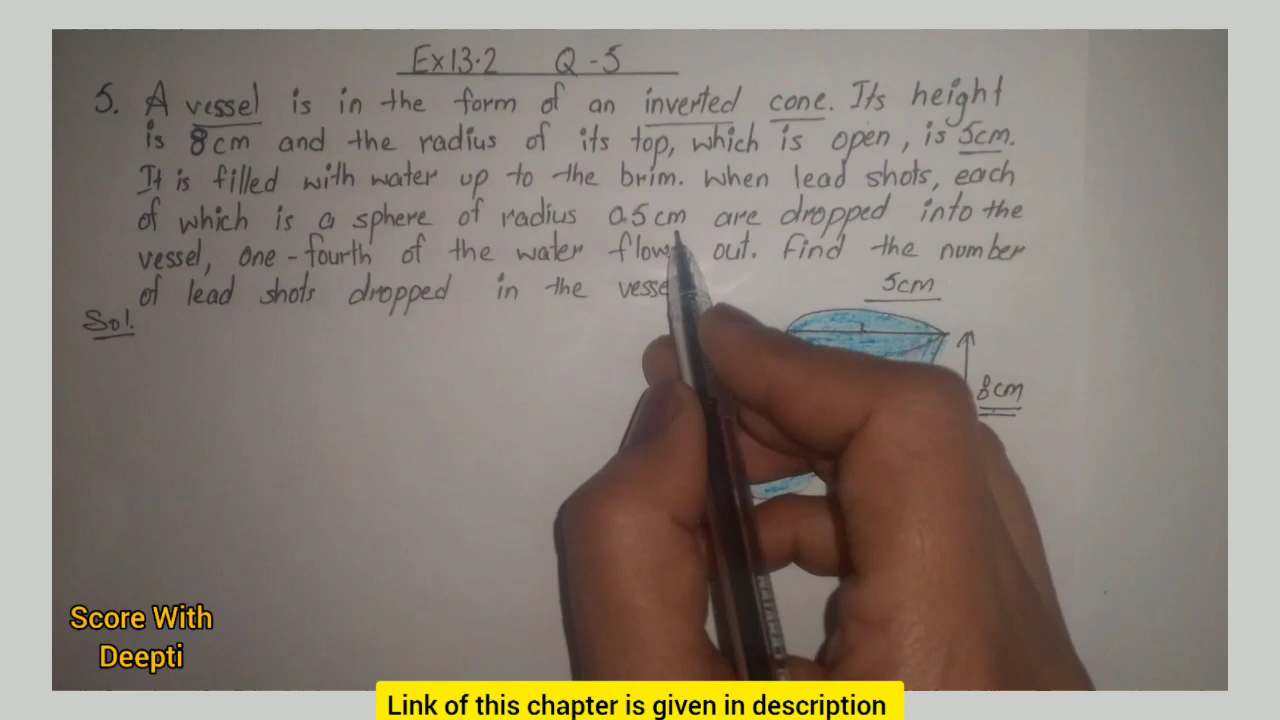 Ex13.2 Q-5
5. A vessel is in the form of an inverted cone. Its height
is 8cm and the radius of its top, which is open, is 5cm.
It is filled with water up to the brim. When lead shots, each
of which is a sphere of radius 0.5cm are dropped into the
vessel, one-fourth of the water flows out. Find the number
of lead shots dropped in the vesse
5cm
Sol.
8cm
Score With
Deepti
Link of this chapter is given in description